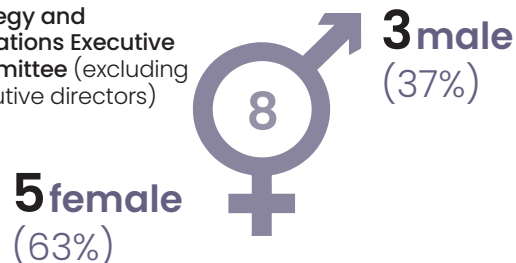 egy and
ations Executive
mittee (excluding
utive directors)
8
3 male
(37%)
5 female
(63%)